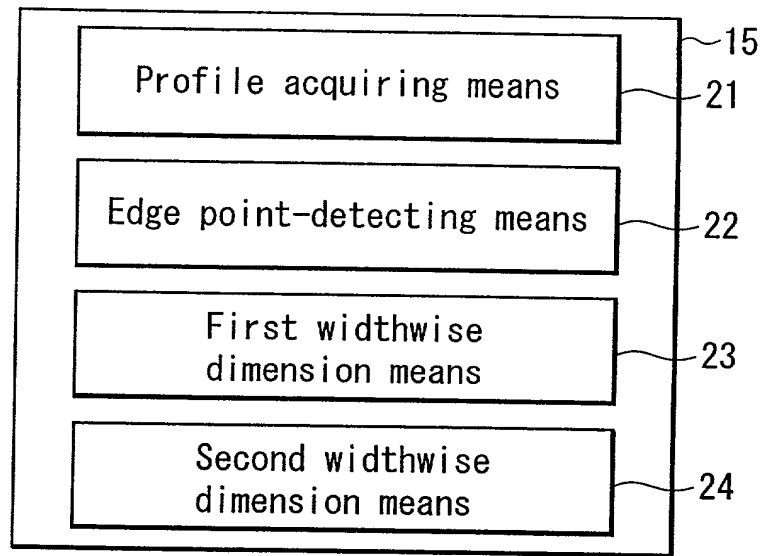 15
Profile acquiring means
21
Edge point-detecting means
22
First widthwise
dimension means
23
Second widthwise
dimension means
24